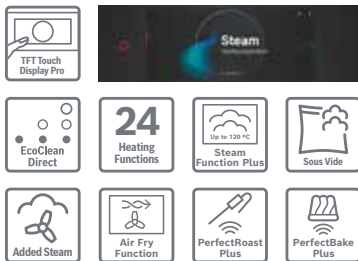 TFT Touch
Display Pro
Steam
EcoClean
Direct
24
Heating
Functions
Up to 120 °C
Steam
Function Plus
Sous Vide
Added Steam
Air Fry
Function
PerfectRoast
Plus
PerfectBake
Plus